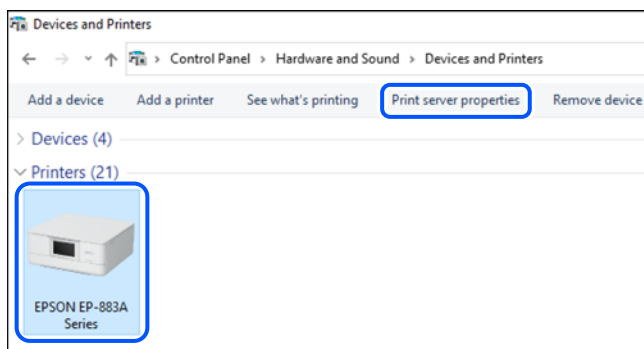 Devices and Printers
Control Panel > Hardware and Sound > Devices and Printers
Add a device Add a printer See what's printing Print server properties Remove device
Devices (4)
Printers (21)
EPSON EP-883A
Series